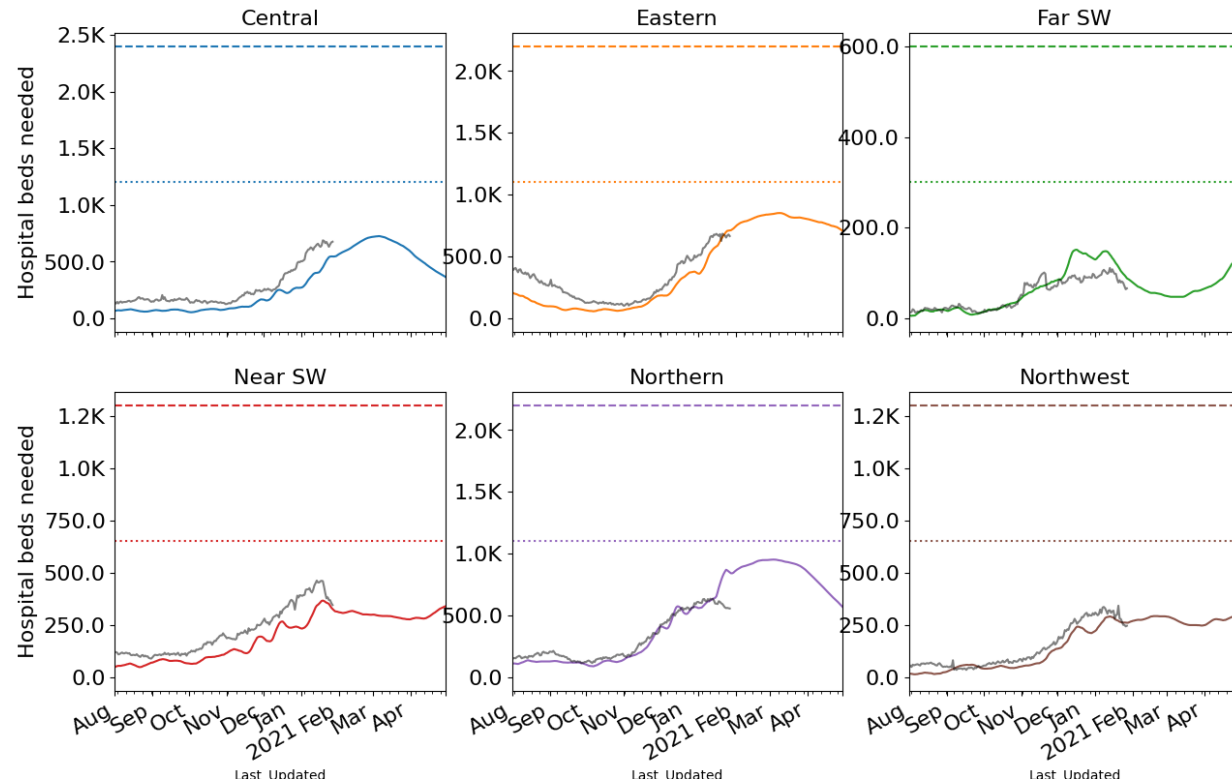 Central
Eastern
Far SW
Hospital beds needed
2.5K
2.0K
1.5K
1.0K
500.0
0.0
2.0K
1.5K
1.0K
500.0
0.0
600.0
400.0
200.0
0.0
Near SW
Northern
Northwest
Hospital beds needed
1.2K
1.0K
750.0
500.0
250.0
0.0
2.0K
1.5K
1.0K
500.0
0.0
1.2K
1.0K
750.0
500.0
250.0
0.0
Aug Sep Oct Nov Dec Jan 2021 Feb Mar Apr
Aug Sep Oct Nov Dec Jan 2021 Feb Mar Apr
Aug Sep Oct Nov Dec Jan 2021 Feb Mar Apr
Last_Updated
Last_Updated
Last_Updated